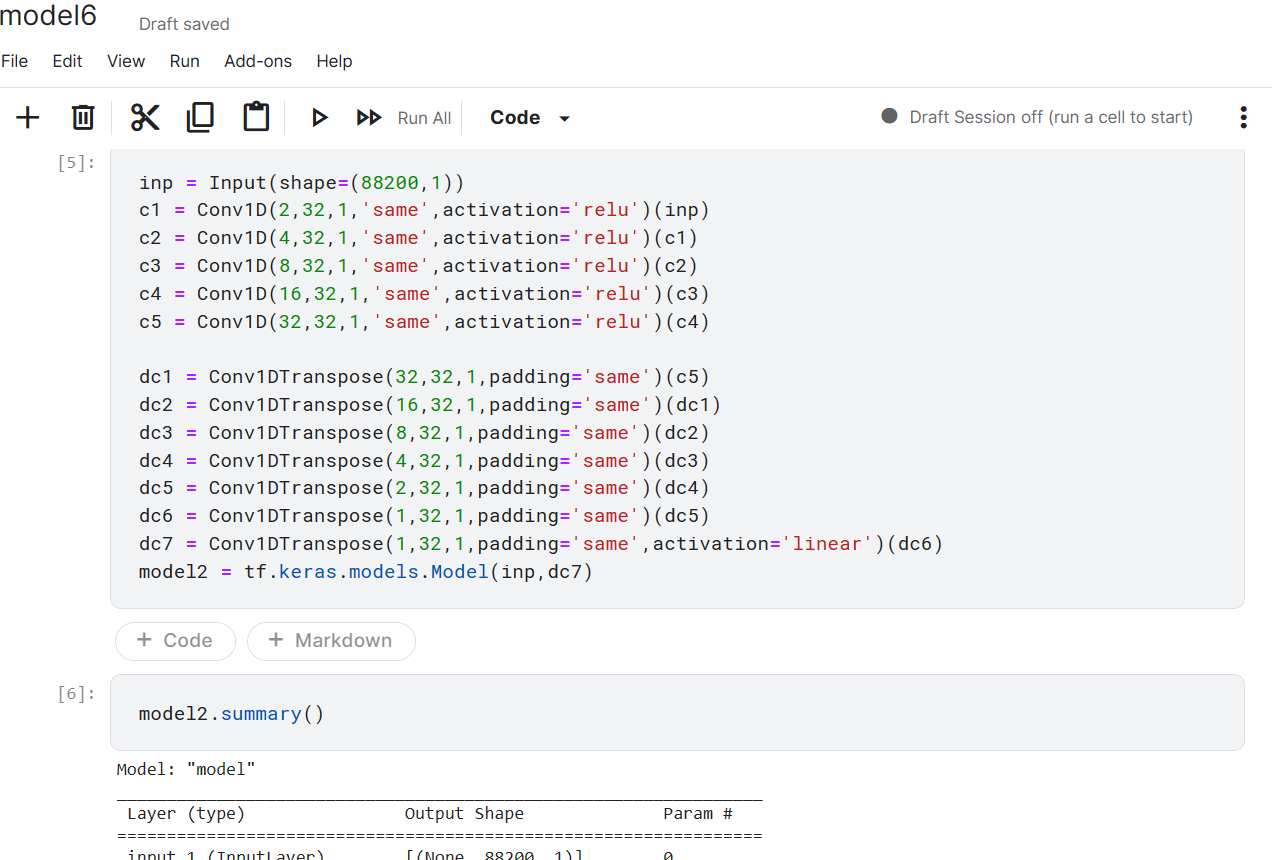 model6 Draft saved
File Edit View Run Add-ons Help
Run All Code Draft Session off (run a cell to start)
[5]:
inp = Input(shape=(88200,1))
c1 = Conv1D(2,32,1,'same',activation='relu')(inp)
c2 = Conv1D(4,32,1,'same',activation='relu')(c1)
c3 = Conv1D(8,32,1,'same',activation='relu')(c2)
c4 = Conv1D(16,32,1,'same',activation='relu')(c3)
c5 = Conv1D(32,32,1,'same',activation='relu')(c4)
dc1 = Conv1DTranspose(32,32,1,padding='same')(c5)
dc2 = Conv1DTranspose(16,32,1,padding='same')(dc1)
dc3 = Conv1DTranspose(8,32,1,padding='same')(dc2)
dc4 = Conv1DTranspose(4,32,1,padding='same')(dc3)
dc5 = Conv1DTranspose(2,32,1,padding='same')(dc4)
dc6 = Conv1DTranspose(1,32,1,padding='same')(dc5)
dc7 = Conv1DTranspose(1,32,1,padding='same',activation='linear')(dc6)
model2 = tf.keras.models.Model(inp,dc7)
+ Code + Markdown
[6]:
model2.summary()
Model: "model"
Layer (type) Output Shape Param #
input_1 (InputLayer) [(None, 88200, 1)] 0